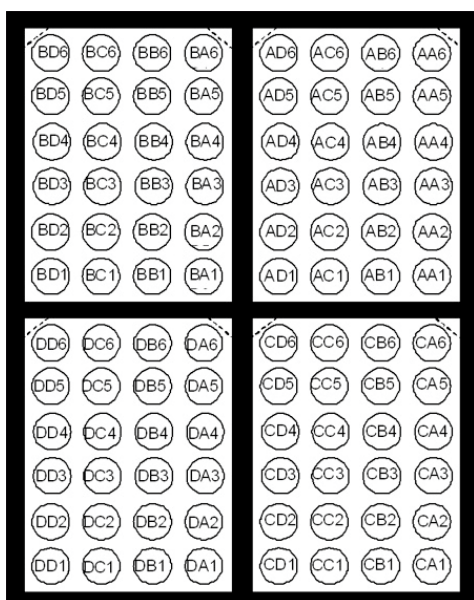 BD6 BC6 BB6 BA6 AD6 AC6 AB6 AA6
BD5 BC5 BB5 BA5 AD5 AC5 AB5 AA5
BD4 BC4 BB4 BA4 AD4 AC4 AB4 AA4
BD3 BC3 BB3 BA3 AD3 AC3 AB3 AA3
BD2 BC2 BB2 BA2 AD2 AC2 AB2 AA2
BD1 BC1 BB1 BA1 AD1 AC1 AB1 AA1
DD6 DC6 DB6 DA6 CD6 CC6 CB6 CA6
DD5 DC5 DB5 DA5 CD5 CC5 CB5 CA5
DD4 DC4 DB4 DA4 CD4 CC4 CB4 CA4
DD3 DC3 DB3 DA3 CD3 CC3 CB3 CA3
DD2 DC2 DB2 DA2 CD2 CC2 CB2 CA2
DD1 DC1 DB1 DA1 CD1 CC1 CB1 CA1